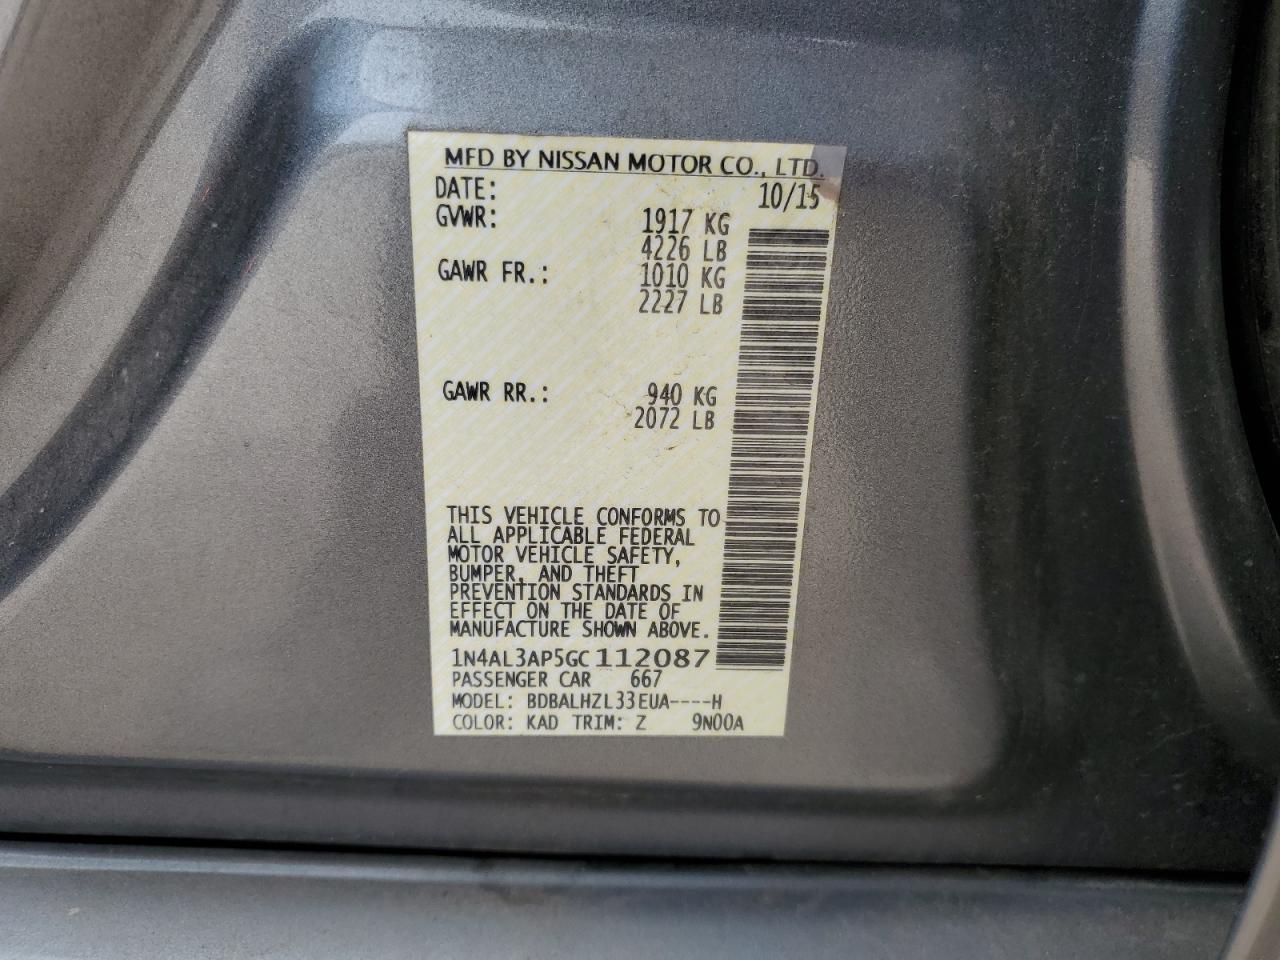 MFD BY NISSAN MOTOR CO., LTD.
DATE: 10/15
GVWR: 1917 KG
4226 LB
GAWR FR.: 1010 KG
2227 LB
GAWR RR.: 940 KG
2072 LB
THIS VEHICLE CONFORMS TO
ALL APPLICABLE FEDERAL
MOTOR VEHICLE SAFETY,
BUMPER, AND THEFT
PREVENTION STANDARDS IN
EFFECT ON THE DATE OF
MANUFACTURE SHOWN ABOVE.
1N4AL3AP5GC112087
PASSENGER CAR 667
MODEL: BDBALHZL33EUA----H
COLOR: KAD TRIM: Z 9N00A